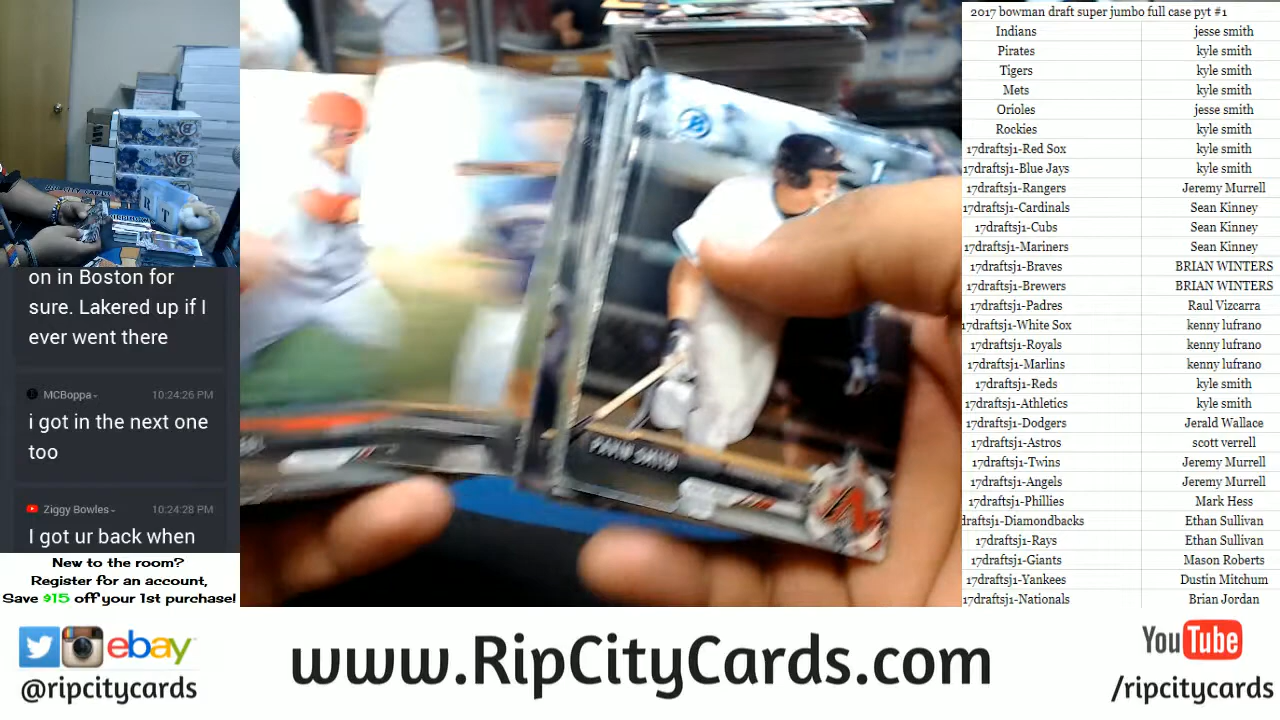 on in Boston for
sure. Lakered up if I
ever went there
MCBoppa
10:24:26 PM
i got in the next one
too
Ziggy Bowles
10:24:28 PM
I got ur back when
New to the room?
Register for an account,
Save $15 off your 1st purchase!
PAVIN SMITH
2017 bowman draft super jumbo full case pyt #1
Indians jesse smith
Pirates kyle smith
Tigers kyle smith
Mets kyle smith
Orioles jesse smith
Rockies kyle smith
17draftsj1-Red Sox kyle smith
17draftsj1-Blue Jays kyle smith
17draftsj1-Rangers Jeremy Murrell
17draftsj1-Cardinals Sean Kinney
17draftsj1-Cubs Sean Kinney
17draftsj1-Mariners Sean Kinney
17draftsj1-Braves BRIAN WINTERS
17draftsj1-Brewers BRIAN WINTERS
17draftsj1-Padres Raul Vizcarra
17draftsj1-White Sox kenny lufrano
17draftsj1-Royals kenny lufrano
17draftsj1-Marlins kenny lufrano
17draftsj1-Reds kyle smith
17draftsj1-Athletics kyle smith
17draftsj1-Dodgers Jerald Wallace
17draftsj1-Astros scott verrell
17draftsj1-Twins Jeremy Murrell
17draftsj1-Angels Jeremy Murrell
17draftsj1-Phillies Mark Hess
draftsj1-Diamondbacks Ethan Sullivan
17draftsj1-Rays Ethan Sullivan
17draftsj1-Giants Mason Roberts
17draftsj1-Yankees Dustin Mitchum
17draftsj1-Nationals Brian Jordan
ebay
@ripcitycards
www.RipCityCards.com
YouTube
/ripcitycards